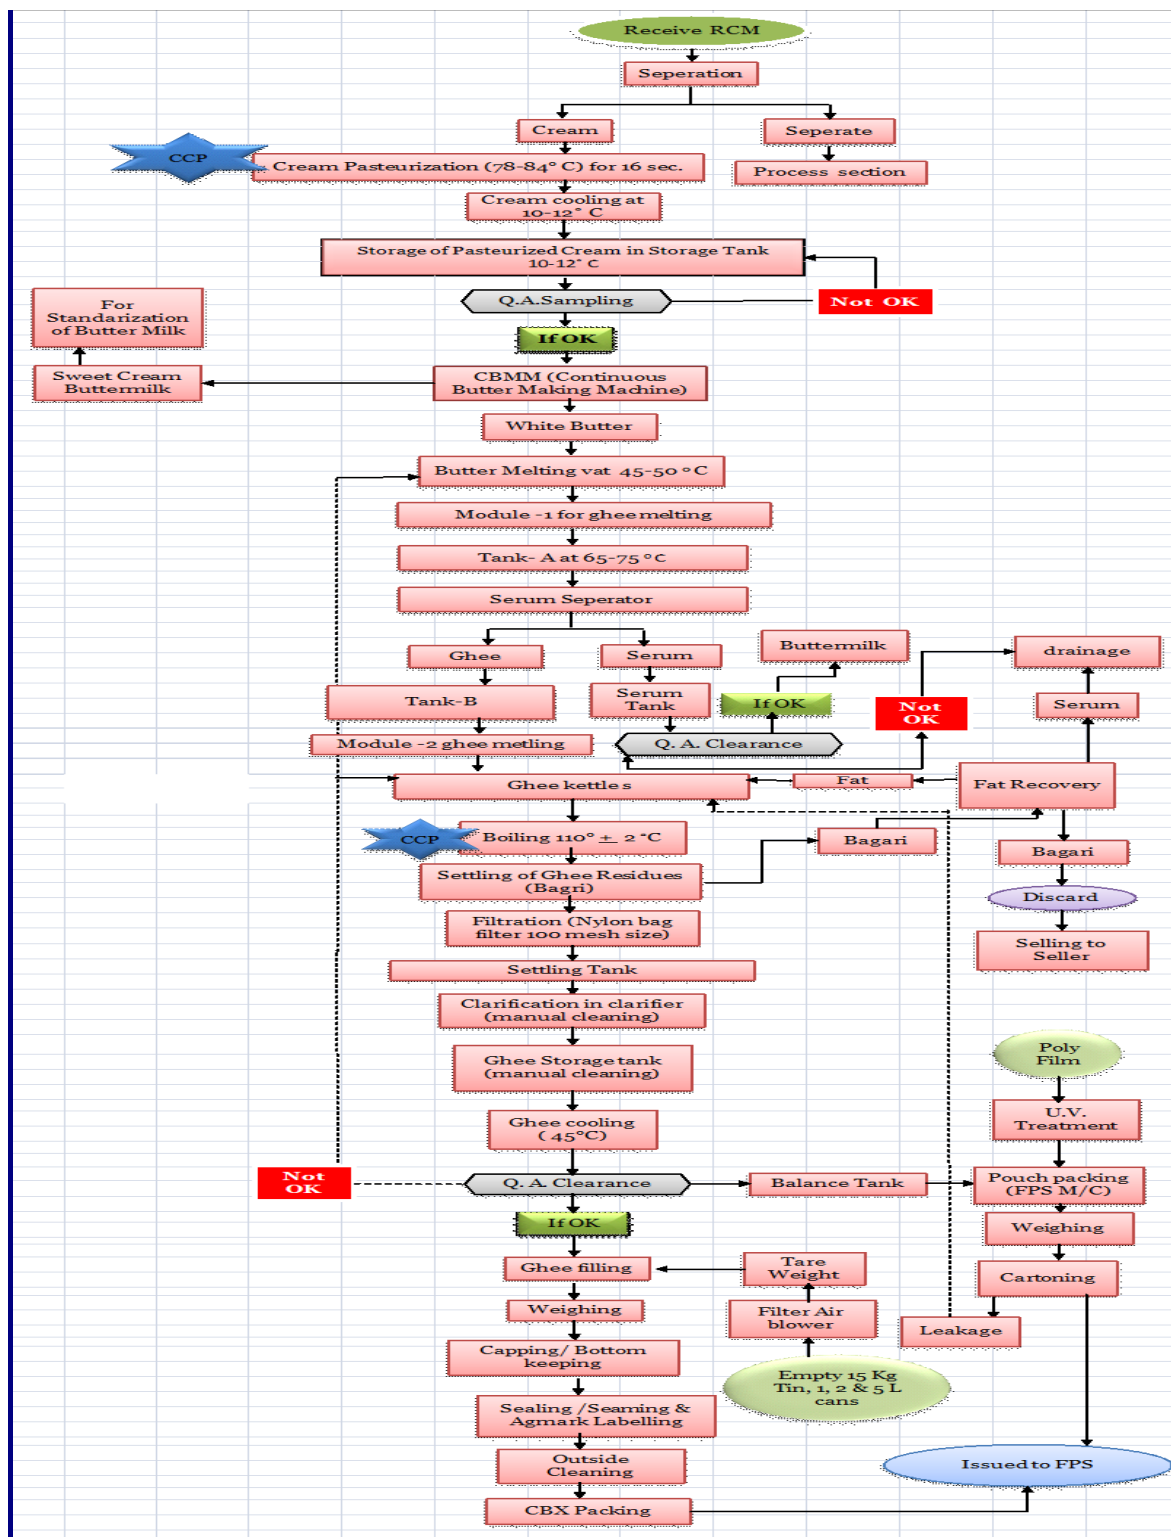 Receive RCM
Seperation
Cream
Seperate
CCP
Cream Pasteurization (78-84° C) for 16 sec.
Process section
Cream cooling at
10-12° C
Storage of Pasteurized Cream in Storage Tank
10-12° C
Q.A.Sampling
Not OK
For
Standarization
of Butter Milk
If OK
Sweet Cream
Buttermilk
CBMM (Continuous
Butter Making Machine)
White Butter
Butter Melting vat 45-50 °C
Module -1 for ghee melting
Tank- A at 65-75 °C
Serum Seperator
Ghee
Serum
Buttermilk
drainage
Tank-B
Serum
Tank
If OK
Not
OK
Serum
Module -2 ghee metling
Q. A. Clearance
Ghee kettles
Fat
Fat Recovery
CCP
Boiling 110° ± 2 °C
Bagari
Bagari
Settling of Ghee Residues
(Bagri)
Discard
Filtration (Nylon bag
filter 100 mesh size)
Selling to
Seller
Settling Tank
Clarification in clarifier
(manual cleaning)
Ghee Storage tank
(manual cleaning)
Poly
Film
Ghee cooling
( 45°C)
U.V.
Treatment
Not
OK
Q. A. Clearance
Balance Tank
Pouch packing
(FPS M/C)
If OK
Weighing
Ghee filling
Tare
Weight
Cartoning
Weighing
Filter Air
blower
Leakage
Capping/ Bottom
keeping
Empty 15 Kg
Tin, 1, 2 & 5 L
cans
Sealing /Seaming &
Agmark Labelling
Outside
Cleaning
Issued to FPS
CBX Packing